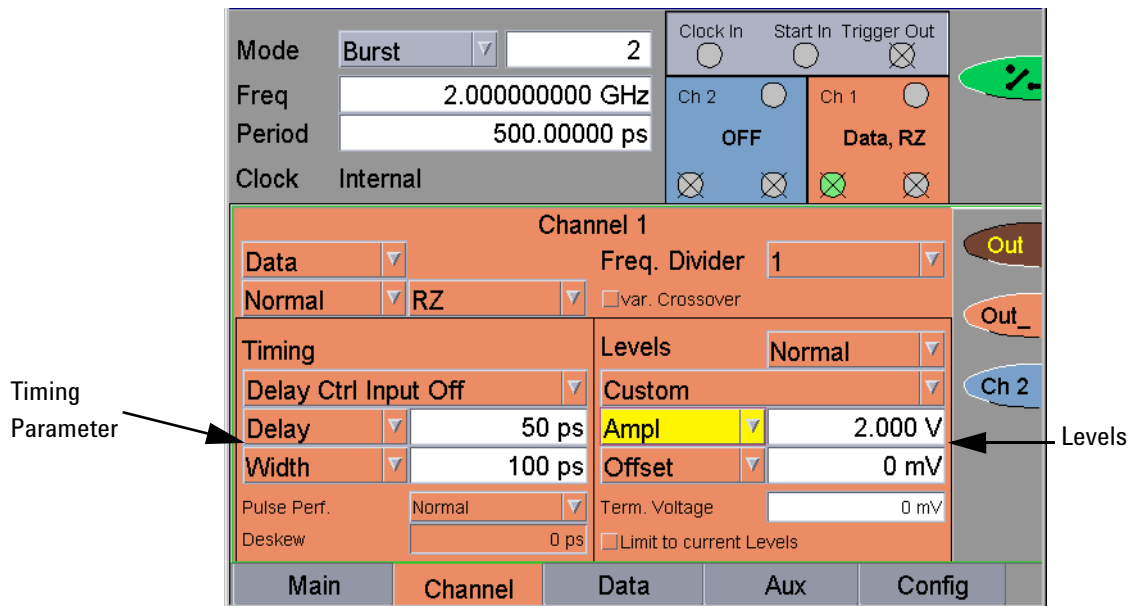 Mode Burst 2
Clock In Start In Trigger Out
Freq 2.000000000 GHz
Period 500.00000 ps
Clock Internal
Ch 2 Ch 1
OFF Data, RZ
Channel 1
Data Freq. Divider 1
Normal RZ var. Crossover
Timing Levels Normal
Delay Ctrl Input Off Custom
Delay 50 ps Ampl 2.000 V
Width 100 ps Offset 0 mV
Pulse Perf. Normal Term. Voltage 0 mV
Deskew 0 ps Limit to current Levels
Out
Out_
Ch 2
Main Channel Data Aux Config
Timing
Parameter
Levels